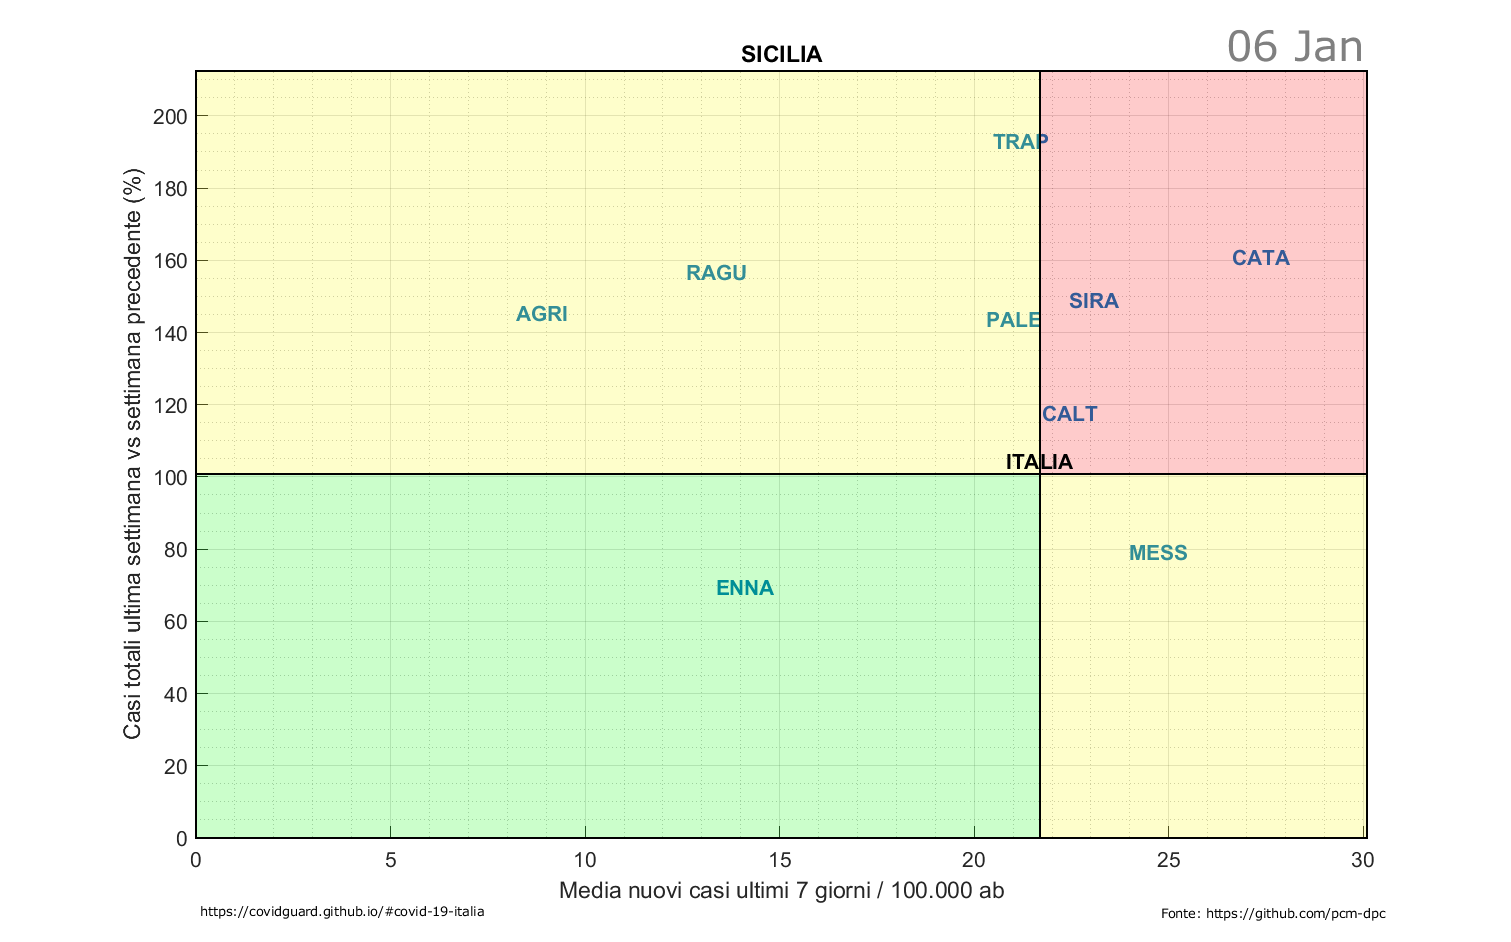 06 Jan
SICILIA
200
180
160
140
120
100
80
60
40
20
0
Casi totali ultima settimana vs settimana precedente (%)
TRAP
CATA
RAGU
SIRA
AGRI
PALE
CALT
ITALIA
MESS
ENNA
0 5 10 15 20 25 30
Media nuovi casi ultimi 7 giorni / 100.000 ab
https://covidguard.github.io/#covid-19-italia
Fonte: https://github.com/pcm-dpc